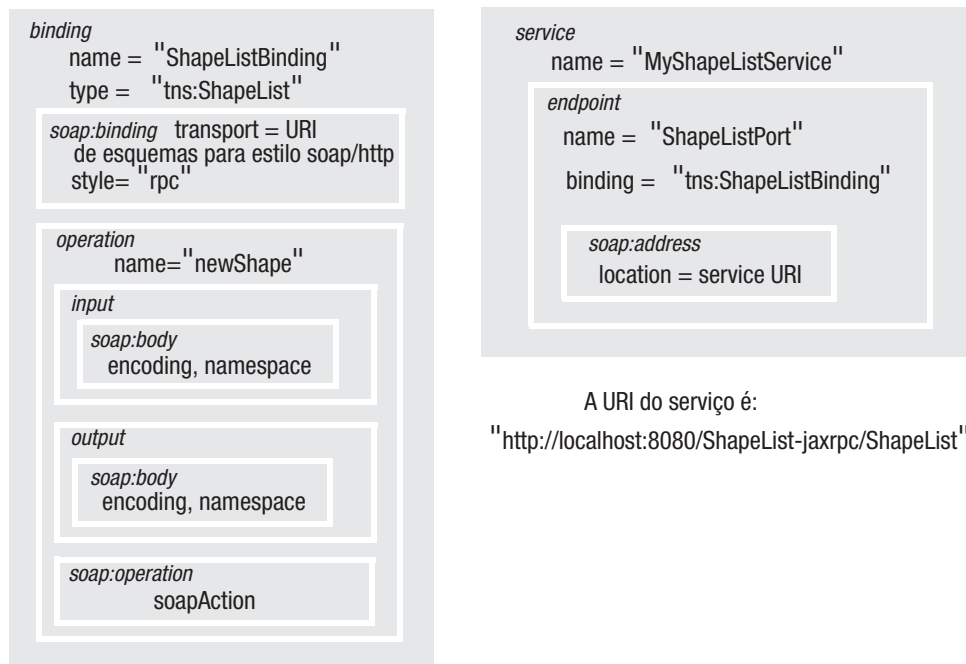 binding
name = "ShapeListBinding"
type = "tns:ShapeList"
soap:binding transport = URI
de esquemas para estilo soap/http
style= "rpc"
operation
name="newShape"
input
soap:body
encoding, namespace
output
soap:body
encoding, namespace
soap:operation
soapAction
service
name = "MyShapeListService"
endpoint
name = "ShapeListPort"
binding = "tns:ShapeListBinding"
soap:address
location = service URI
A URI do serviço é:
"http://localhost:8080/ShapeList-jaxrpc/ShapeList"